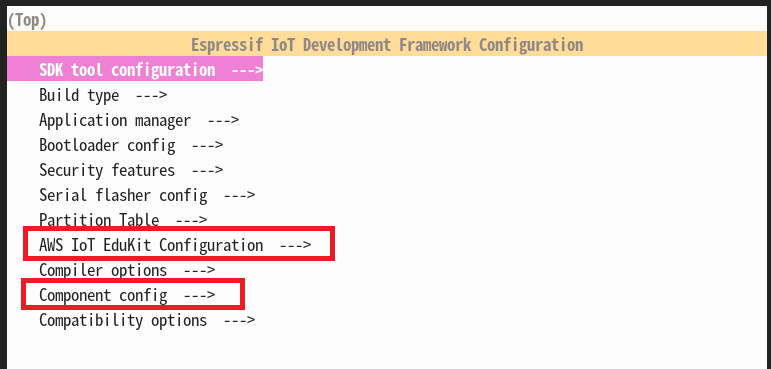 (Top)
Espressif IoT Development Framework Configuration
SDK tool configuration  --->
Build type  --->
Application manager  --->
Bootloader config  --->
Security features  --->
Serial flasher config  --->
Partition Table  --->
AWS IoT EduKit Configuration  --->
Compiler options  --->
Component config  --->
Compatibility options  --->